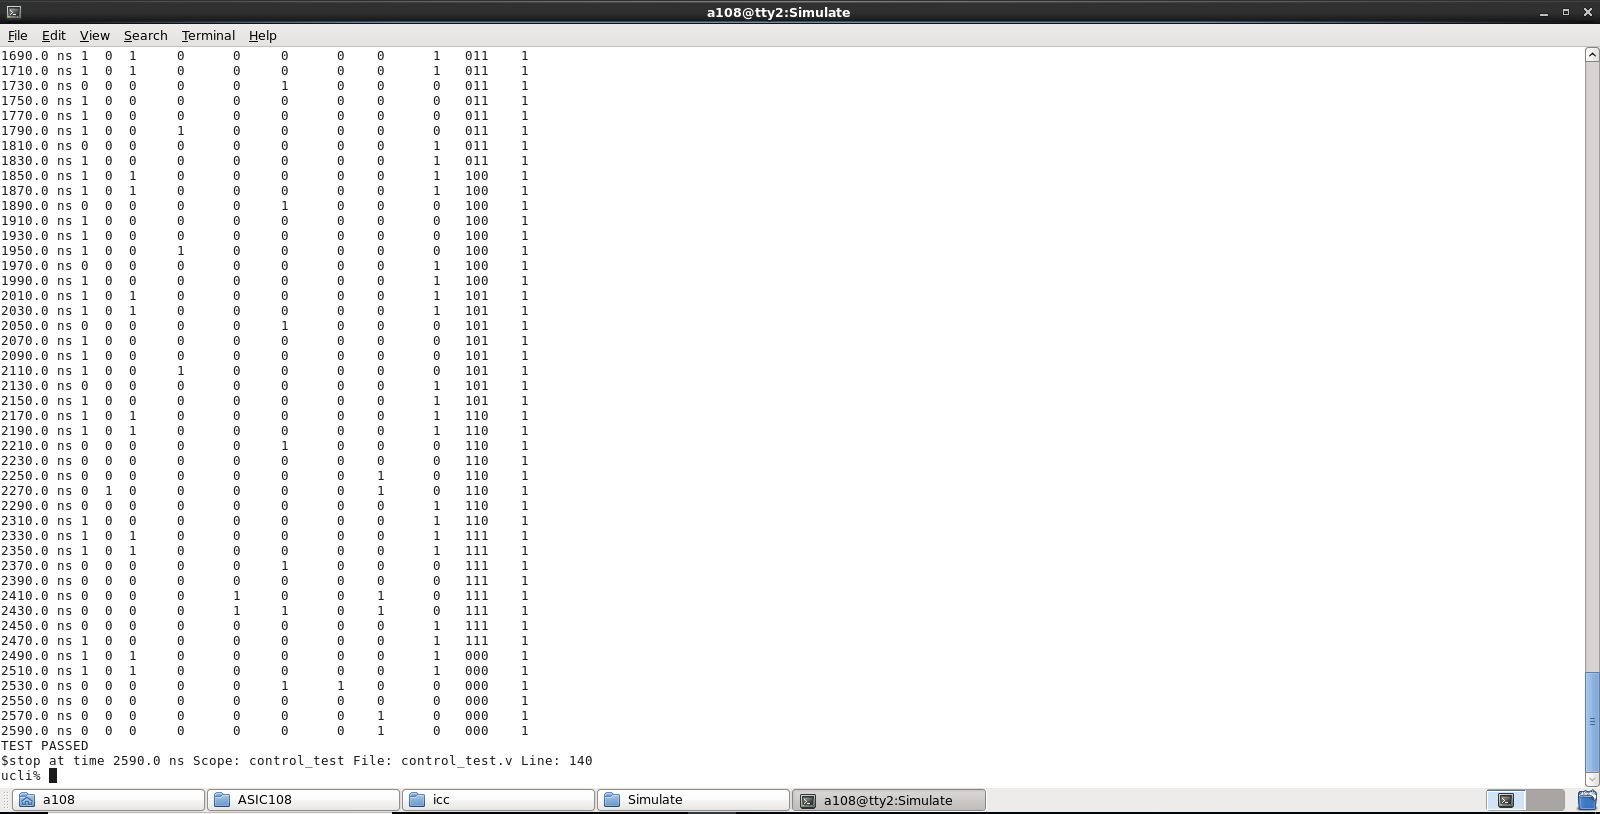 a108@tty2:Simulate
File Edit View Search Terminal Help
1690.0 ns 1 0 1 0 0 0 0 0 1 011 1
1710.0 ns 1 0 1 0 0 0 0 0 1 011 1
1730.0 ns 0 0 0 0 0 1 0 0 0 011 1
1750.0 ns 1 0 0 0 0 0 0 0 0 011 1
1770.0 ns 1 0 0 0 0 0 0 0 0 011 1
1790.0 ns 1 0 0 1 0 0 0 0 0 011 1
1810.0 ns 0 0 0 0 0 0 0 0 1 011 1
1830.0 ns 1 0 0 0 0 0 0 0 1 011 1
1850.0 ns 1 0 1 0 0 0 0 0 1 100 1
1870.0 ns 1 0 1 0 0 0 0 0 1 100 1
1890.0 ns 0 0 0 0 0 1 0 0 0 100 1
1910.0 ns 1 0 0 0 0 0 0 0 0 100 1
1930.0 ns 1 0 0 0 0 0 0 0 0 100 1
1950.0 ns 1 0 0 1 0 0 0 0 0 100 1
1970.0 ns 0 0 0 0 0 0 0 0 1 100 1
1990.0 ns 1 0 0 0 0 0 0 0 1 100 1
2010.0 ns 1 0 1 0 0 0 0 0 1 101 1
2030.0 ns 1 0 1 0 0 0 0 0 1 101 1
2050.0 ns 0 0 0 0 0 1 0 0 0 101 1
2070.0 ns 1 0 0 0 0 0 0 0 0 101 1
2090.0 ns 1 0 0 0 0 0 0 0 0 101 1
2110.0 ns 1 0 0 1 0 0 0 0 0 101 1
2130.0 ns 0 0 0 0 0 0 0 0 1 101 1
2150.0 ns 1 0 0 0 0 0 0 0 1 101 1
2170.0 ns 1 0 1 0 0 0 0 0 1 110 1
2190.0 ns 1 0 1 0 0 0 0 0 1 110 1
2210.0 ns 0 0 0 0 0 1 0 0 0 110 1
2230.0 ns 0 0 0 0 0 0 0 0 0 110 1
2250.0 ns 0 0 0 0 0 0 0 1 0 110 1
2270.0 ns 0 1 0 0 0 0 0 1 0 110 1
2290.0 ns 0 0 0 0 0 0 0 0 1 110 1
2310.0 ns 1 0 0 0 0 0 0 0 1 110 1
2330.0 ns 1 0 1 0 0 0 0 0 1 111 1
2350.0 ns 1 0 1 0 0 0 0 0 1 111 1
2370.0 ns 0 0 0 0 0 1 0 0 0 111 1
2390.0 ns 0 0 0 0 0 0 0 0 0 111 1
2410.0 ns 0 0 0 0 1 0 0 1 0 111 1
2430.0 ns 0 0 0 0 1 1 0 1 0 111 1
2450.0 ns 0 0 0 0 0 0 0 0 1 111 1
2470.0 ns 1 0 0 0 0 0 0 0 1 111 1
2490.0 ns 1 0 1 0 0 0 0 0 1 000 1
2510.0 ns 1 0 1 0 0 0 0 0 1 000 1
2530.0 ns 0 0 0 0 0 1 1 0 0 000 1
2550.0 ns 0 0 0 0 0 0 0 0 0 000 1
2570.0 ns 0 0 0 0 0 0 0 1 0 000 1
2590.0 ns 0 0 0 0 0 0 0 1 0 000 1
TEST PASSED
$stop at time 2590.0 ns Scope: control_test File: control_test.v Line: 140
ucli%
a108 ASIC108 icc Simulate a108@tty2:Simulate